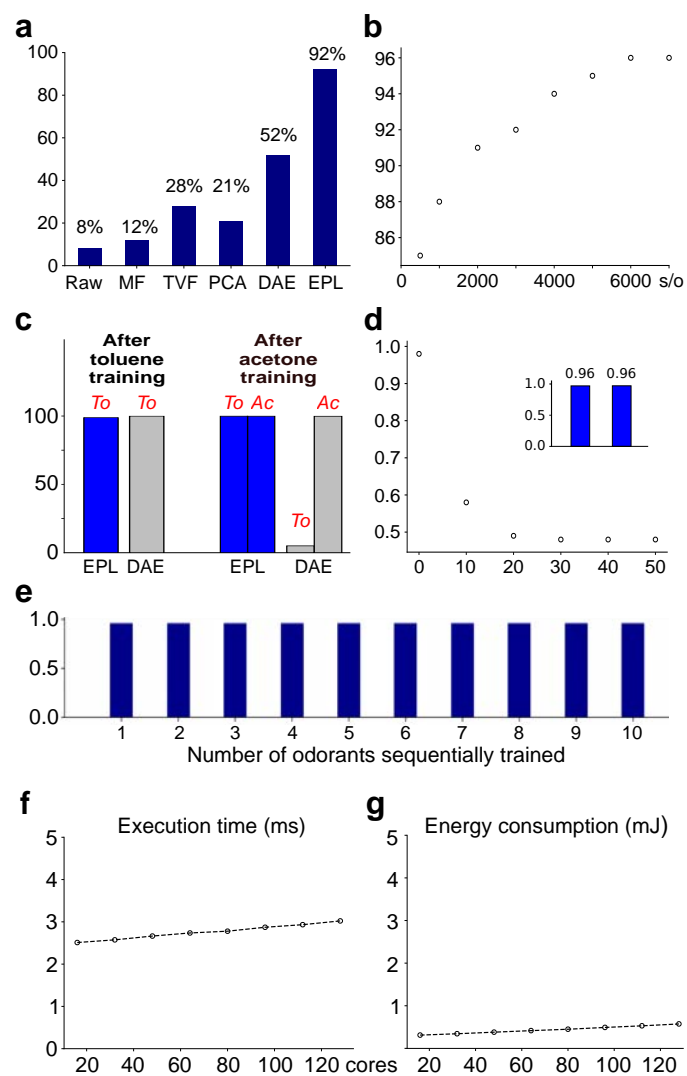 a
100
80
60
40
20
0
8%
12%
28%
21%
52%
92%
Raw MF TVF PCA DAE EPL
b
96
94
92
90
88
86
0 2000 4000 6000 s/o
c
After
toluene
training
After
acetone
training
To To To Ac To Ac
100
50
0
EPL DAE EPL DAE
d
1.0
0.9
0.8
0.7
0.6
0.5
0 10 20 30 40 50
0.96 0.96
1.0
0.5
0.0
e
1.0
0.5
0.0
1 2 3 4 5 6 7 8 9 10
Number of odorants sequentially trained
f
Execution time (ms)
5
4
3
2
1
0
20 40 60 80 100 120 cores
g
Energy consumption (mJ)
5
4
3
2
1
0
20 40 60 80 100 120